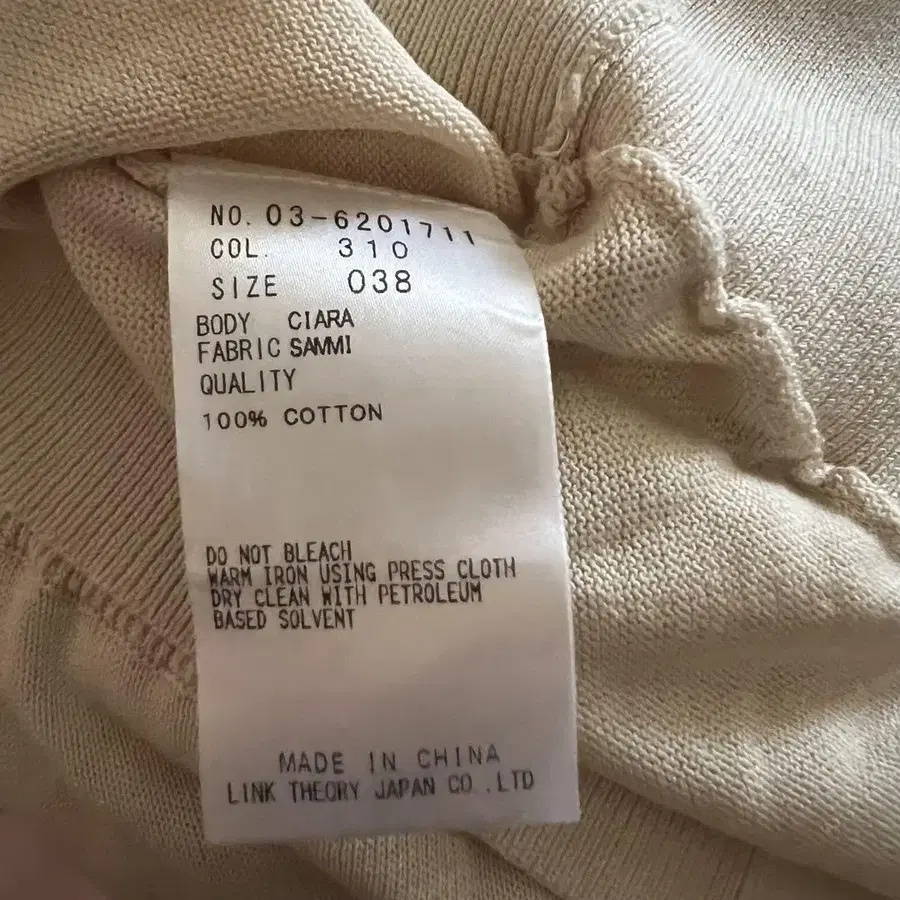 NO. 03-6201711
COL. 310
SIZE 038
BODY CIARA
FABRIC SAMMI
QUALITY
100% COTTON
DO NOT BLEACH
WARM IRON USING PRESS CLOTH
DRY CLEAN WITH PETROLEUM
BASED SOLVENT
MADE IN CHINA
LINK THEORY JAPAN CO.,LTD